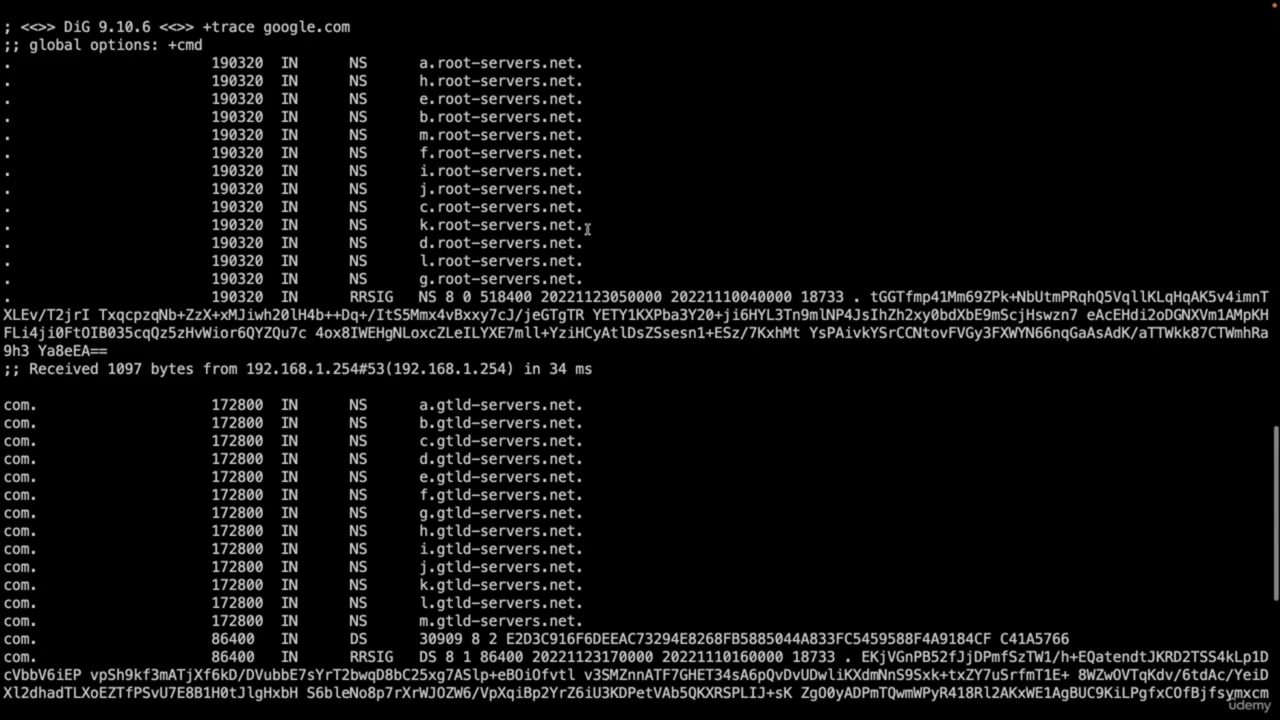 ; <<>> DiG 9.10.6 <<>> +trace google.com
;; global options: +cmd
. 190320 IN NS a.root-servers.net.
. 190320 IN NS h.root-servers.net.
. 190320 IN NS e.root-servers.net.
. 190320 IN NS b.root-servers.net.
. 190320 IN NS m.root-servers.net.
. 190320 IN NS f.root-servers.net.
. 190320 IN NS i.root-servers.net.
. 190320 IN NS j.root-servers.net.
. 190320 IN NS c.root-servers.net.
. 190320 IN NS k.root-servers.net.
. 190320 IN NS d.root-servers.net.
. 190320 IN NS l.root-servers.net.
. 190320 IN NS g.root-servers.net.
. 190320 IN RRSIG NS 8 0 518400 20221123050000 20221110040000 18733 . tGGTfmp41Mm69ZPk+NbUtmPRqhQ5VqllKLqHqAK5v4imnT
XLEv/T2jrI TxqcpzqNb+ZzX+xMJiwh20lH4b++Dq+/ItS5Mmx4vBxxy7cJ/jeGTgTR YETY1KXPba3Y20+ji6HYL3Tn9mlNP4JsIhZh2xy0bdXbE9mScjHswzn7 eAcEHdi2oDGNXVm1AMpKH
FLi4ji0FtOIB035cqQz5zHvWior6QYZQu7c 4ox8IWEHgNLoxcZLeILYXE7mll+YziHCyAtlDsZSsesn1+ESz/7KxhMt YsPAivkYSrCCNtovFVGy3FXWYN66nqGaAsAdK/aTTWkk87CTWmhRa
9h3 Ya8eEA==
;; Received 1097 bytes from 192.168.1.254#53(192.168.1.254) in 34 ms
com. 172800 IN NS a.gtld-servers.net.
com. 172800 IN NS b.gtld-servers.net.
com. 172800 IN NS c.gtld-servers.net.
com. 172800 IN NS d.gtld-servers.net.
com. 172800 IN NS e.gtld-servers.net.
com. 172800 IN NS f.gtld-servers.net.
com. 172800 IN NS g.gtld-servers.net.
com. 172800 IN NS h.gtld-servers.net.
com. 172800 IN NS i.gtld-servers.net.
com. 172800 IN NS j.gtld-servers.net.
com. 172800 IN NS k.gtld-servers.net.
com. 172800 IN NS l.gtld-servers.net.
com. 172800 IN NS m.gtld-servers.net.
com. 86400 IN DS 30909 8 2 E2D3C916F6DEEAC73294E8268FB5885044A833FC5459588F4A9184CF C41A5766
com. 86400 IN RRSIG DS 8 1 86400 20221123170000 20221110160000 18733 . EKjVGnPB52fJjDPmfSzTW1/h+EQatendtJKRD2TSS4kLp1D
cVbbV6iEP vpSh9kf3mATjXf6kD/DVubbE7sYrT2bwqD8bC25xg7ASlp+eBOiOfvtl v3SMZnnATF7GHET34sA6pQvDvUDwliKXdmNnS9Sxk+txZY7uSrfmT1E+ 8WZwOVTqKdv/6tdAc/YeiD
Xl2dhadTLXoEZTfPSvU7E8B1H0tJlgHxbH S6bleNo8p7rXrWJOZW6/VpXqiBp2YrZ6iU3KDPetVAb5QKXRSPLIJ+sK ZgO0yADPmTQwmWPyR418Rl2AKxWE1AgBUC9KiLPgfxCOfBjfsymxcm
ûdemy